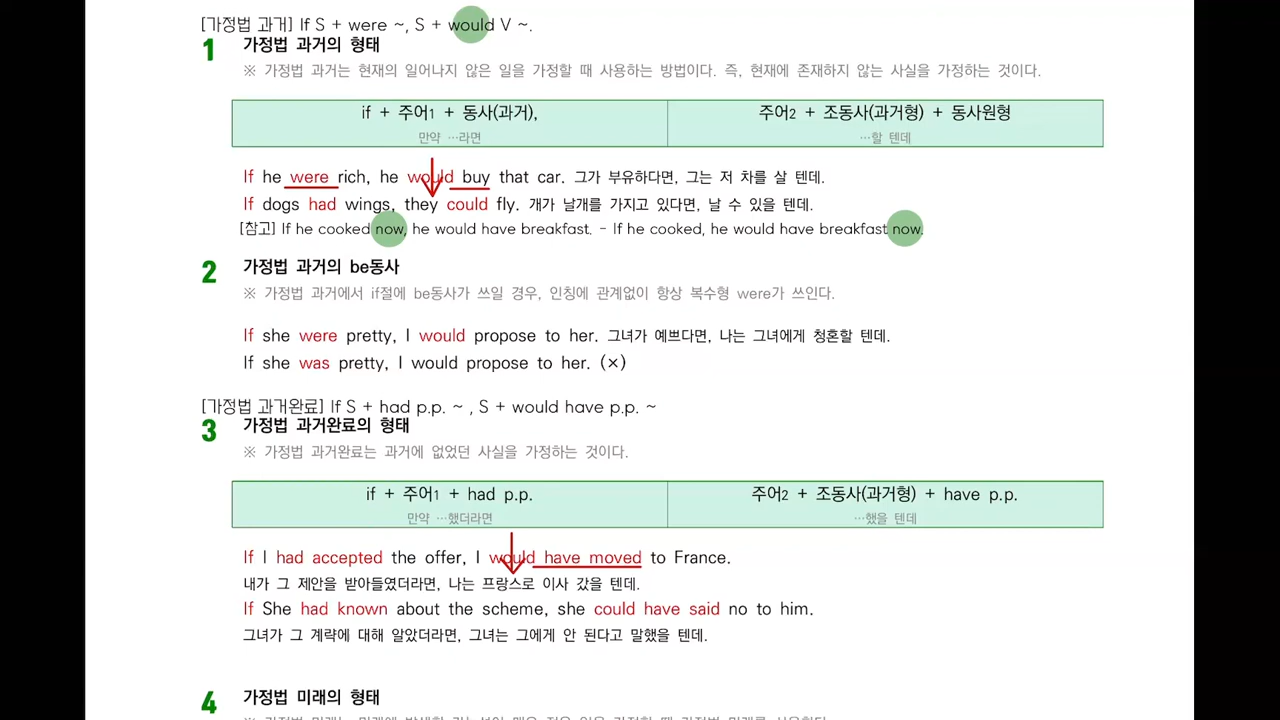 [가정법 과거] If S + were ~, S + would V ~.
1 가정법 과거의 형태
※ 가정법 과거는 현재의 일어나지 않은 일을 가정할 때 사용하는 방법이다. 즉, 현재에 존재하지 않는 사실을 가정하는 것이다.
if + 주어1 + 동사(과거), 주어2 + 조동사(과거형) + 동사원형
만약 …라면 …할 텐데
If he were rich, he would buy that car. 그가 부유하다면, 그는 저 차를 살 텐데.
If dogs had wings, they could fly. 개가 날개를 가지고 있다면, 날 수 있을 텐데.
[참고] If he cooked now, he would have breakfast. - If he cooked, he would have breakfast now.
2 가정법 과거의 be동사
※ 가정법 과거에서 if절에 be동사가 쓰일 경우, 인칭에 관계없이 항상 복수형 were가 쓰인다.
If she were pretty, I would propose to her. 그녀가 예쁘다면, 나는 그녀에게 청혼할 텐데.
If she was pretty, I would propose to her. (×)
[가정법 과거완료] If S + had p.p. ~ , S + would have p.p. ~
3 가정법 과거완료의 형태
※ 가정법 과거완료는 과거에 없었던 사실을 가정하는 것이다.
if + 주어1 + had p.p. 주어2 + 조동사(과거형) + have p.p.
만약 …했더라면 …했을 텐데
If I had accepted the offer, I would have moved to France.
내가 그 제안을 받아들였더라면, 나는 프랑스로 이사 갔을 텐데.
If She had known about the scheme, she could have said no to him.
그녀가 그 계략에 대해 알았더라면, 그녀는 그에게 안 된다고 말했을 텐데.
4 가정법 미래의 형태